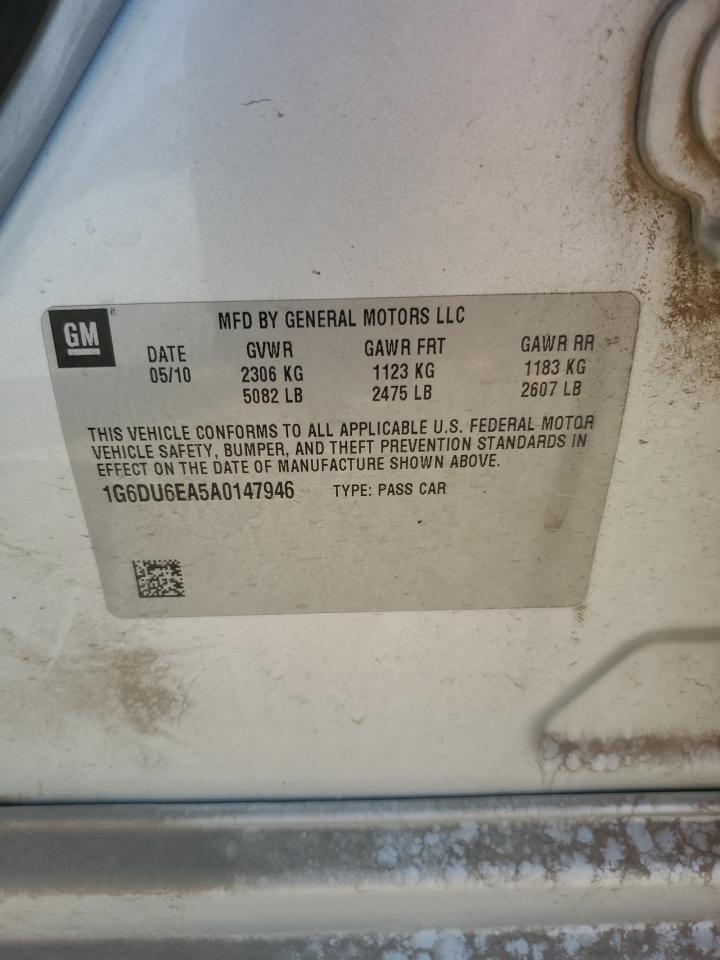 GM
MFD BY GENERAL MOTORS LLC
DATE GVWR GAWR FRT GAWR RR
05/10 2306 KG 1123 KG 1183 KG
5082 LB 2475 LB 2607 LB
THIS VEHICLE CONFORMS TO ALL APPLICABLE U.S. FEDERAL MOTOR
VEHICLE SAFETY, BUMPER, AND THEFT PREVENTION STANDARDS IN
EFFECT ON THE DATE OF MANUFACTURE SHOWN ABOVE.
1G6DU6EA5A0147946 TYPE: PASS CAR